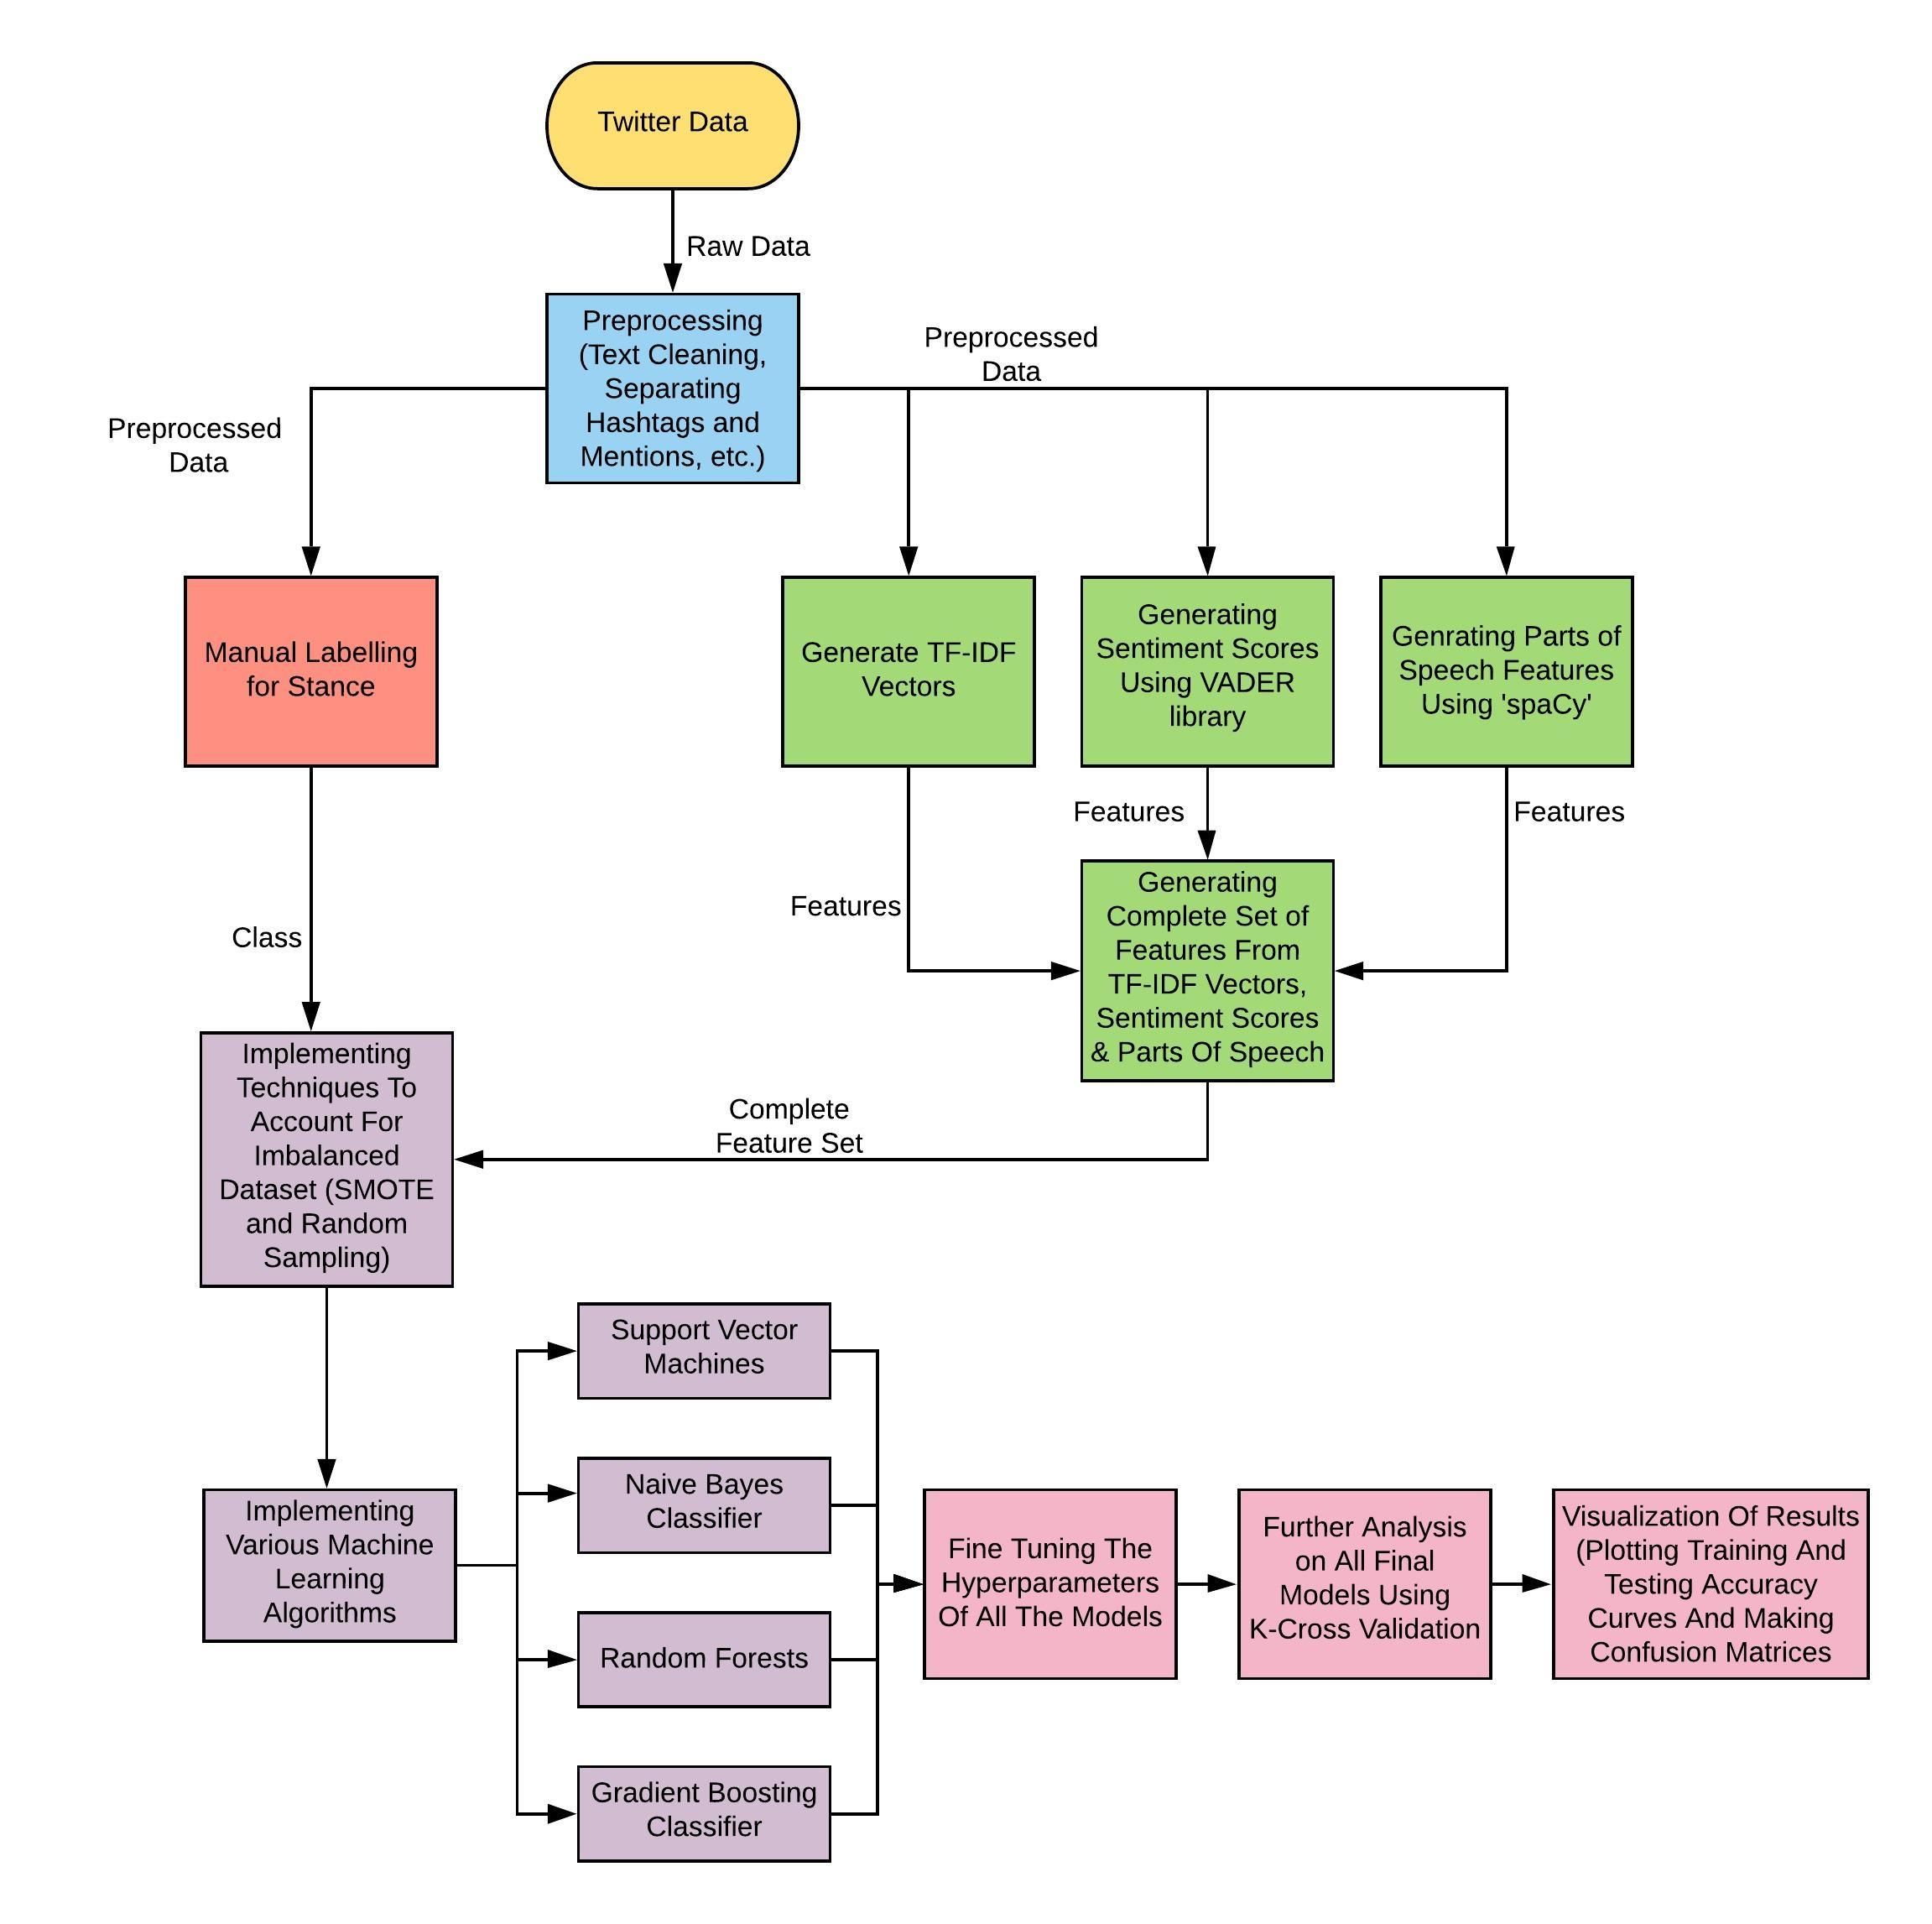 Twitter Data
Raw Data
Preprocessing
(Text Cleaning,
Separating
Hashtags and
Mentions, etc.)
Preprocessed
Data
Preprocessed
Data
Manual Labelling
for Stance
Generate TF-IDF
Vectors
Generating
Sentiment Scores
Using VADER
library
Genrating Parts of
Speech Features
Using 'spaCy'
Features
Features
Features
Class
Generating
Complete Set of
Features From
TF-IDF Vectors,
Sentiment Scores
& Parts Of Speech
Complete
Feature Set
Implementing
Techniques To
Account For
Imbalanced
Dataset (SMOTE
and Random
Sampling)
Implementing
Various Machine
Learning
Algorithms
Support Vector
Machines
Naive Bayes
Classifier
Random Forests
Gradient Boosting
Classifier
Fine Tuning The
Hyperparameters
Of All The Models
Further Analysis
on All Final
Models Using
K-Cross Validation
Visualization Of Results
(Plotting Training And
Testing Accuracy
Curves And Making
Confusion Matrices